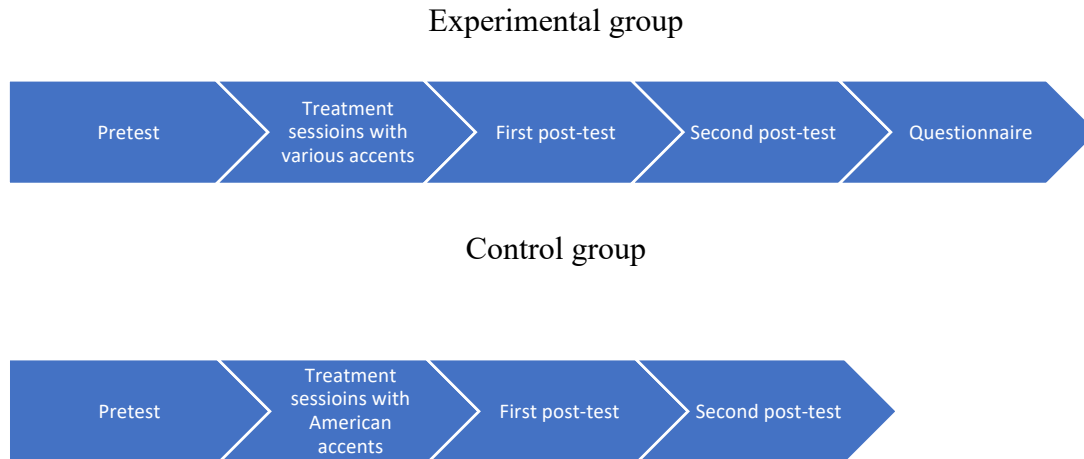 Experimental group
Pretest
Treatment
sessioins with
various accents
First post-test
Second post-test
Questionnaire
Control group
Pretest
Treatment
sessioins with
American
accents
First post-test
Second post-test